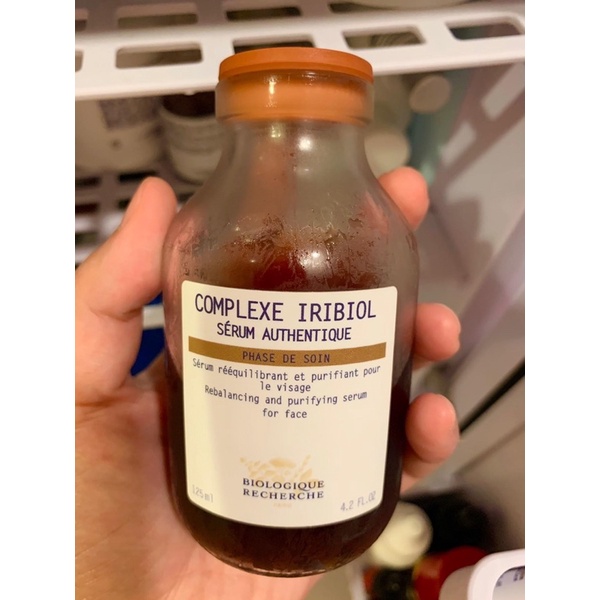 COMPLEXE IRIBIOL
SÉRUM AUTHENTIQUE
PHASE DE SOIN
Sérum rééquilibrant et purifiant pour
le visage
Rebalancing and purifying serum
for face
BIOLOGIQUE
RECHERCHE
125ml
4.2 FL.OZ